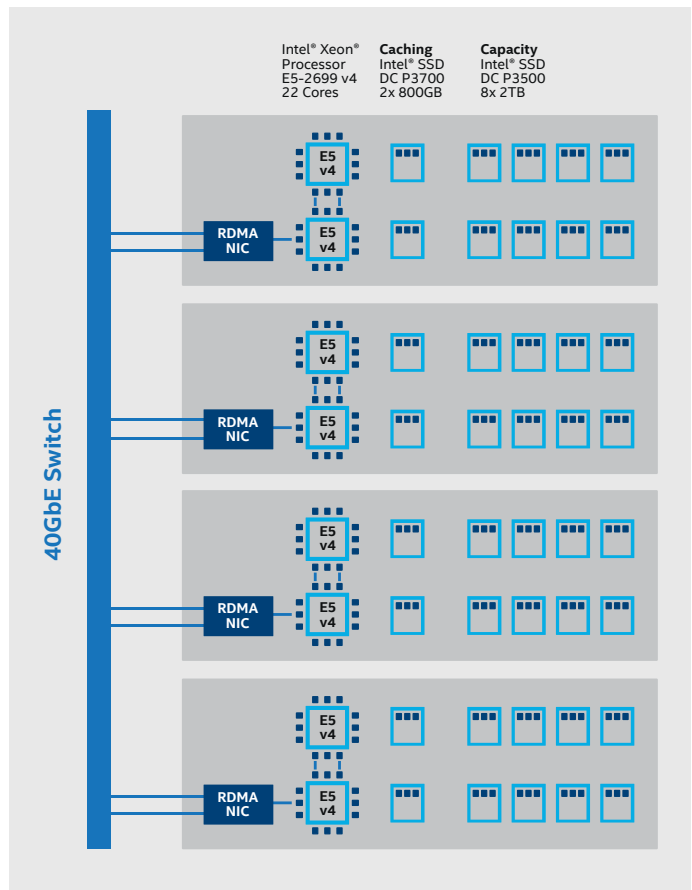 Intel® Xeon®
Processor
E5-2699 v4
22 Cores
Caching
Intel® SSD
DC P3700
2x 800GB
Capacity
Intel® SSD
DC P3500
8x 2TB
40GbE Switch
E5
v4
RDMA
NIC
E5
v4
E5
v4
RDMA
NIC
E5
v4
E5
v4
RDMA
NIC
E5
v4
E5
v4
RDMA
NIC
E5
v4